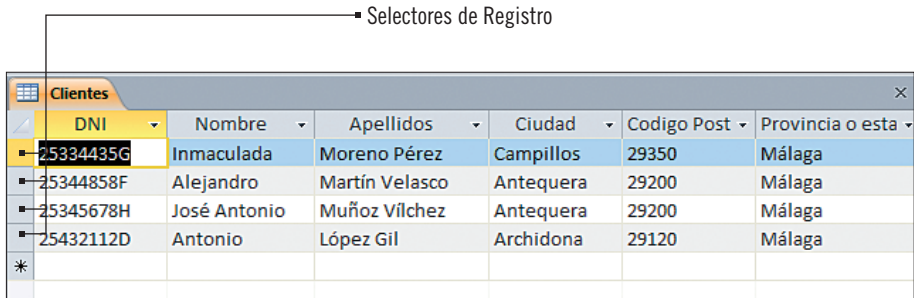 Selectores de Registro
Clientes
DNI Nombre Apellidos Ciudad Codigo Post Provincia o esta
25334435G Inmaculada Moreno Pérez Campillos 29350 Málaga
25344858F Alejandro Martín Velasco Antequera 29200 Málaga
25345678H José Antonio Muñoz Vílchez Antequera 29200 Málaga
25432112D Antonio López Gil Archidona 29120 Málaga